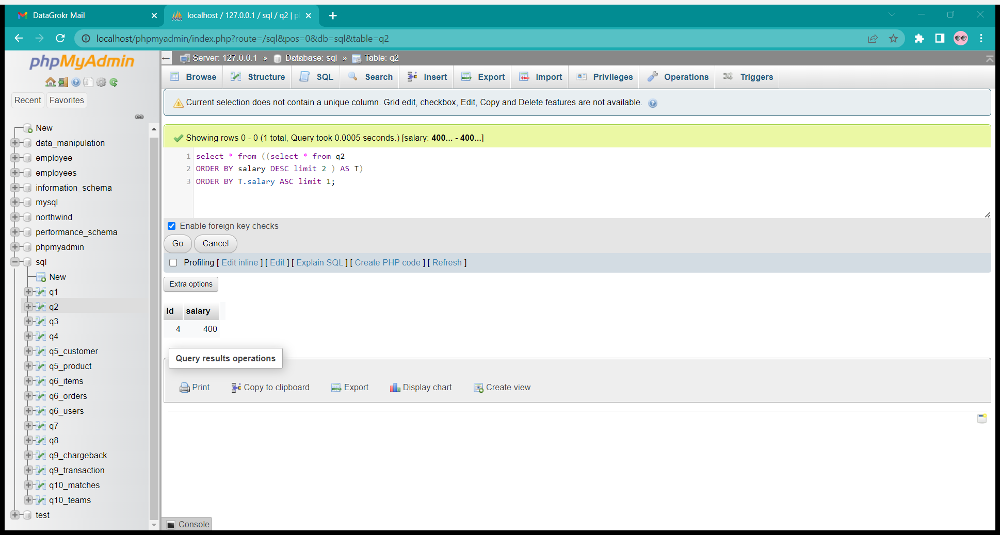 DataGrokr Mail
localhost / 127.0.0.1 / sql / q2 | p
localhost/phpmyadmin/index.php?route=/sql&pos=0&db=sql&table=q2
phpMyAdmin
Recent Favorites
New
data_manipulation
employee
employees
information_schema
mysql
northwind
performance_schema
phpmyadmin
sql
New
q1
q2
q3
q4
q5_customer
q5_product
q6_items
q6_orders
q6_users
q7
q8
q9_chargeback
q9_transaction
q10_matches
q10_teams
test
Server: 127.0.0.1 » Database: sql » Table: q2
Browse Structure SQL Search Insert Export Import Privileges Operations Triggers
Current selection does not contain a unique column. Grid edit, checkbox, Edit, Copy and Delete features are not available.
Showing rows 0 - 0 (1 total, Query took 0.0005 seconds.) [salary: 400... - 400...]
1 select * from ((select * from q2
2 ORDER BY salary DESC limit 2 ) AS T)
3 ORDER BY T.salary ASC limit 1;
Enable foreign key checks
Go Cancel
Profiling [ Edit inline ] [ Edit ] [ Explain SQL ] [ Create PHP code ] [ Refresh ]
Extra options
id salary
4 400
Query results operations
Print Copy to clipboard Export Display chart Create view
Console